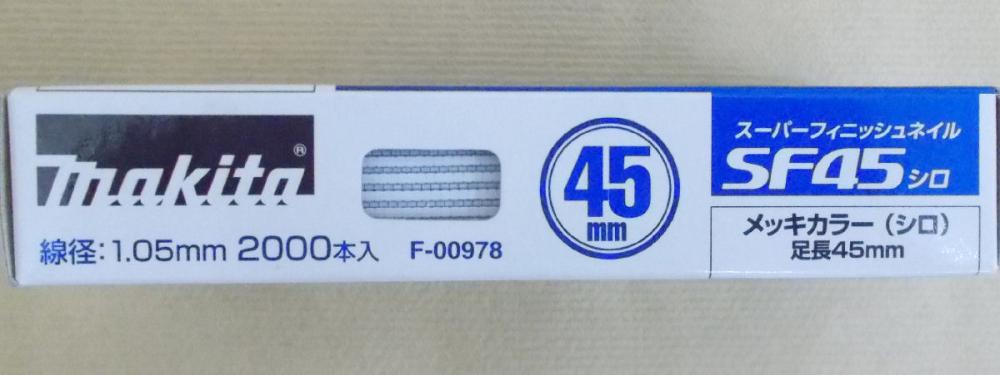 makita®
線径:1.05mm 2000本入 F-00978
45
mm
スーパーフィニッシュネイル
SF45シロ
メッキカラー(シロ)
足長45mm